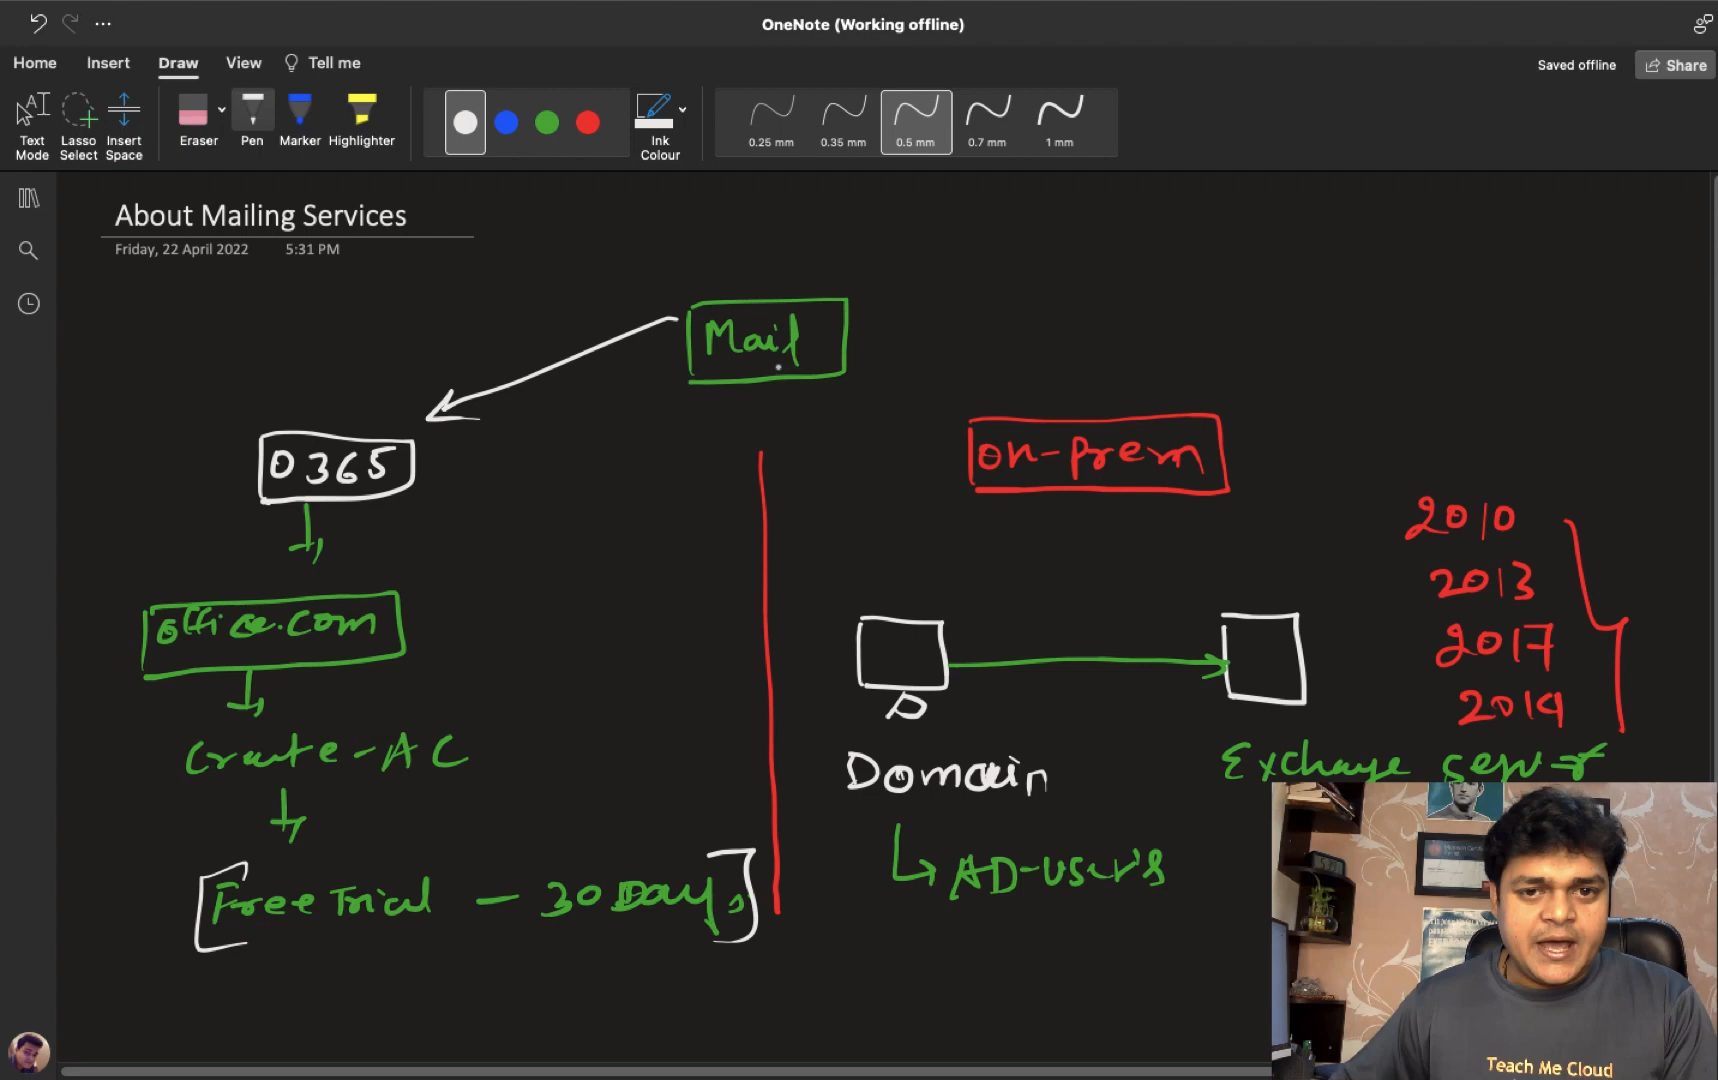 OneNote (Working offline)
Home Insert Draw View Tell me
Saved offline Share
Text Mode
Lasso Select
Insert Space
Eraser Pen Marker Highlighter
Ink Colour
0.25 mm 0.35 mm 0.5 mm 0.7 mm 1 mm
About Mailing Services
Friday, 22 April 2022 5:31 PM
Mail
O365
on-prem
2010
2013
2017
2019
office.com
Create-AC
Domain
Exchange server
AD-users
Free Trial - 30 Days
Teach Me Cloud